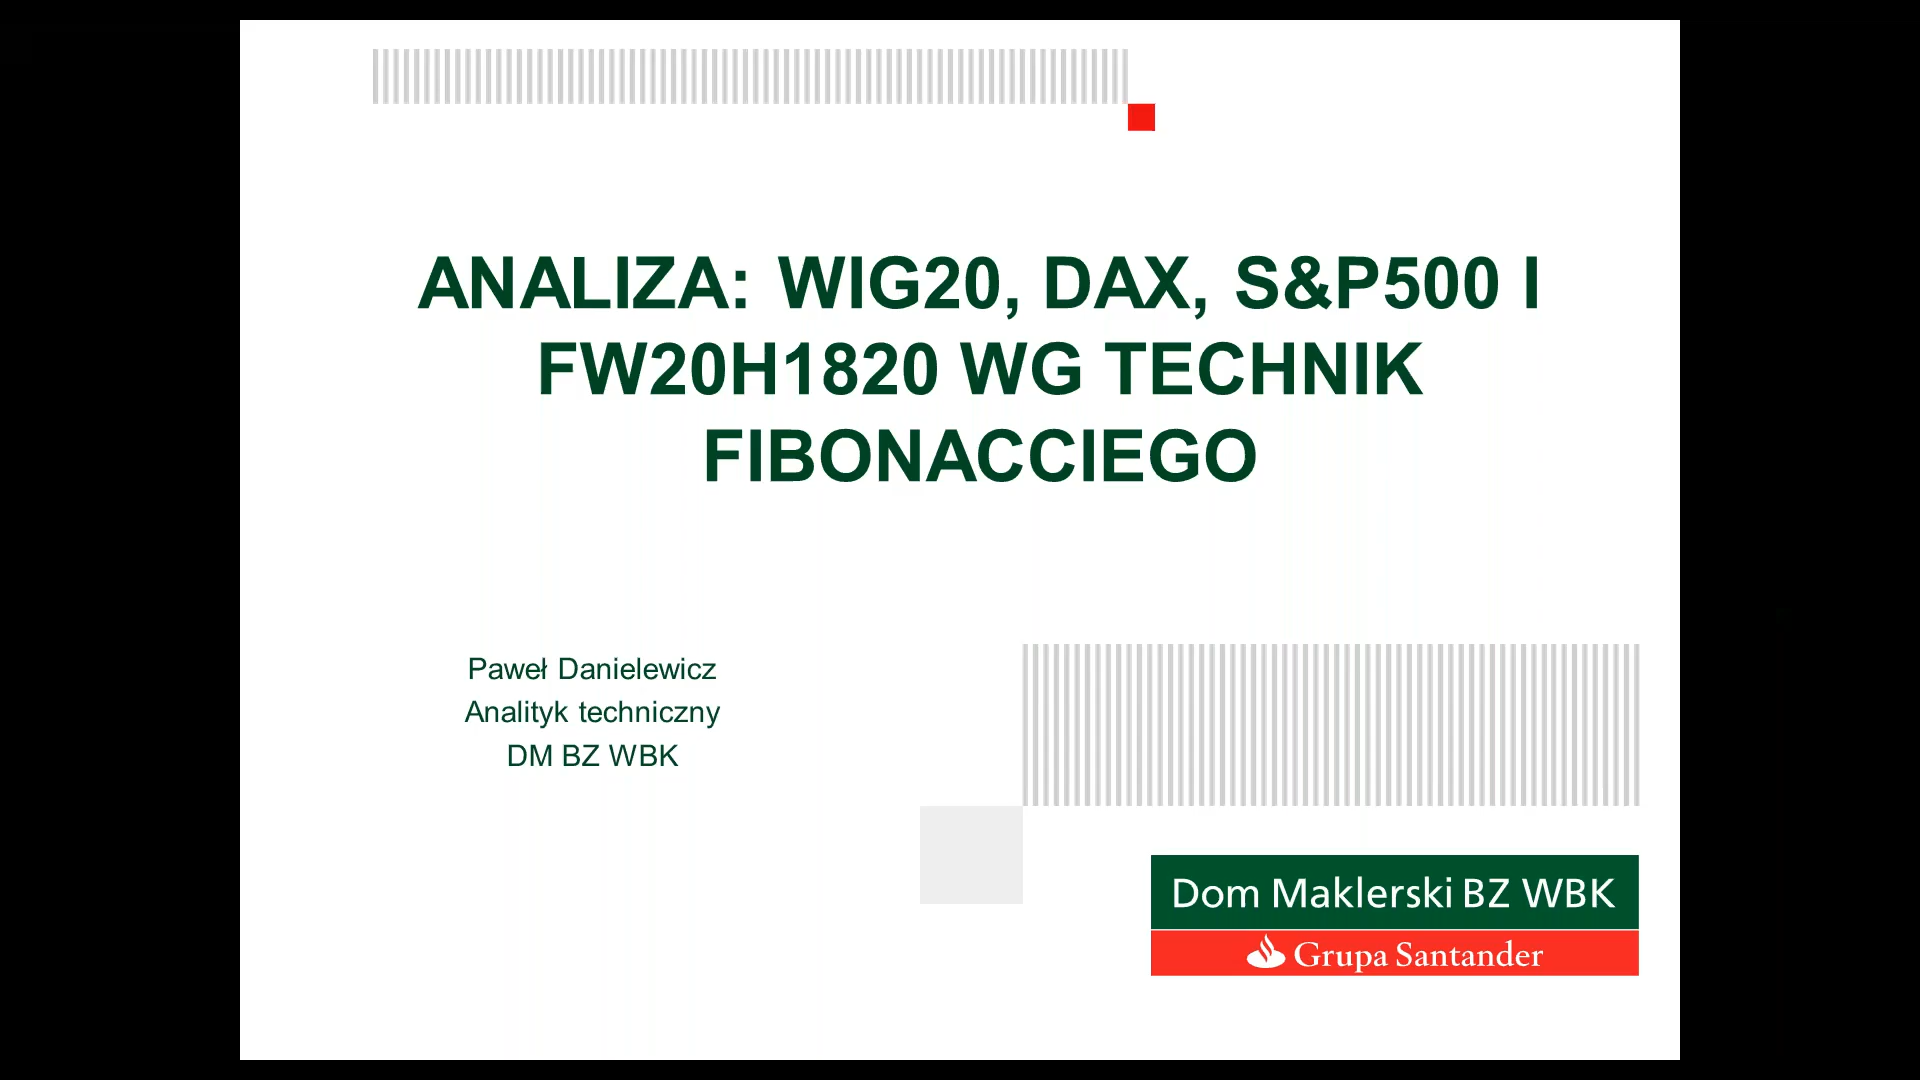 ANALIZA: WIG20, DAX, S&P500 I
FW20H1820 WG TECHNIK
FIBONACCIEGO
Paweł Danielewicz
Analityk techniczny
DM BZ WBK
Dom Maklerski BZ WBK
Grupa Santander